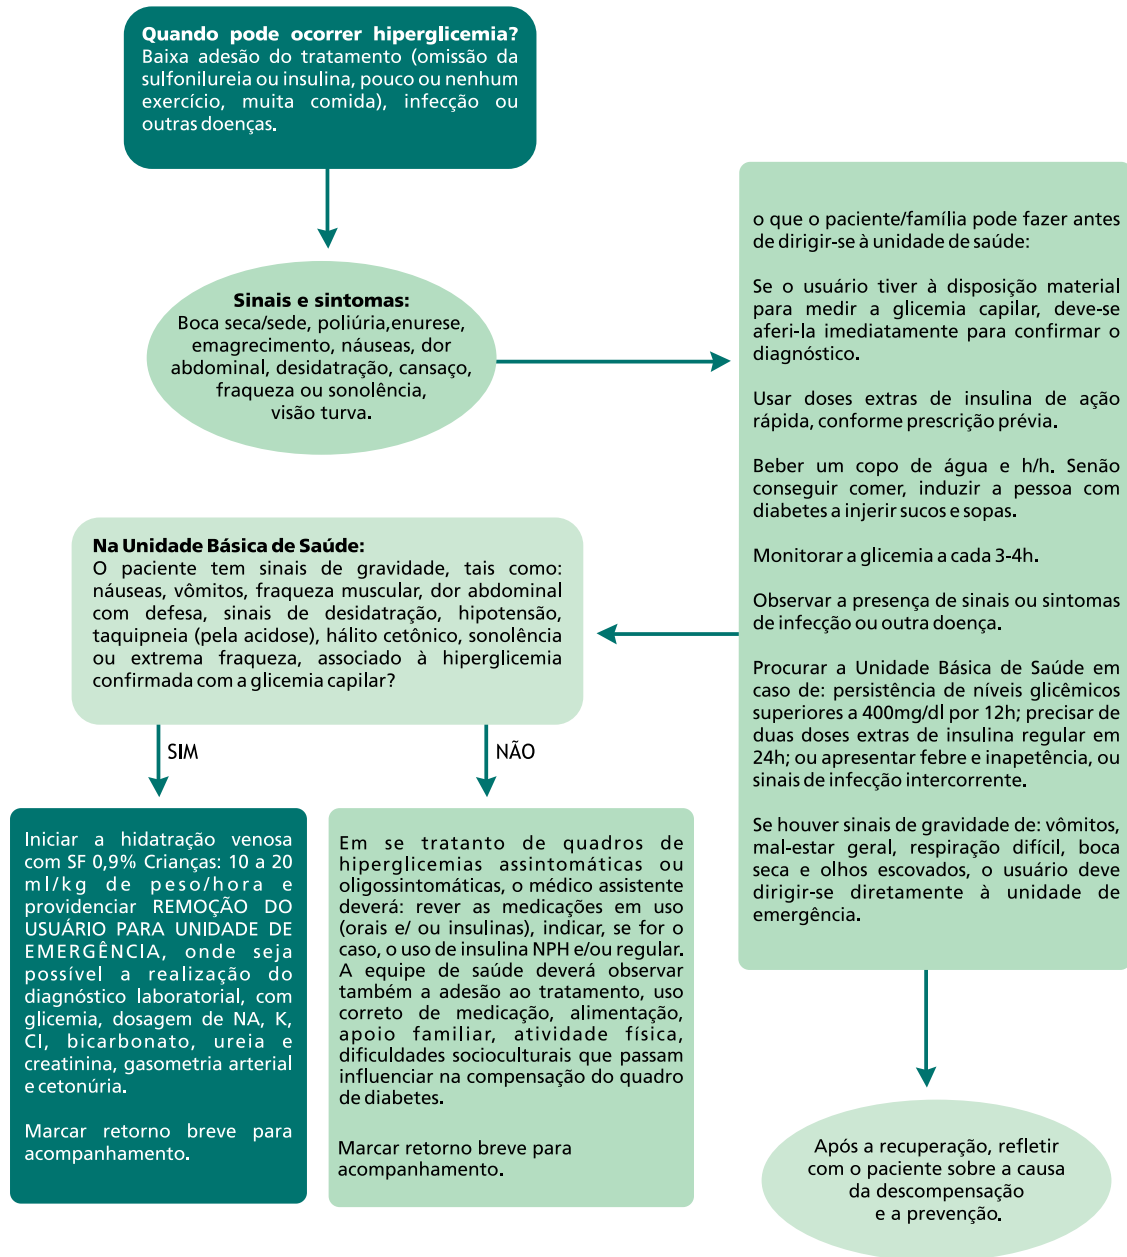 Quando pode ocorrer hiperglicemia?
Baixa adesão do tratamento (omissão da
sulfonilureia ou insulina, pouco ou nenhum
exercício, muita comida), infecção ou
outras doenças.
Sinais e sintomas:
Boca seca/sede, poliúria,enurese,
emagrecimento, náuseas, dor
abdominal, desidratação, cansaço,
fraqueza ou sonolência,
visão turva.
o que o paciente/família pode fazer antes
de dirigir-se à unidade de saúde:
Se o usuário tiver à disposição material
para medir a glicemia capilar, deve-se
aferi-la imediatamente para confirmar o
diagnóstico.
Usar doses extras de insulina de ação
rápida, conforme prescrição prévia.
Beber um copo de água e h/h. Senão
conseguir comer, induzir a pessoa com
diabetes a injerir sucos e sopas.
Monitorar a glicemia a cada 3-4h.
Observar a presença de sinais ou sintomas
de infecção ou outra doença.
Procurar a Unidade Básica de Saúde em
caso de: persistência de níveis glicêmicos
superiores a 400mg/dl por 12h; precisar de
duas doses extras de insulina regular em
24h; ou apresentar febre e inapetência, ou
sinais de infecção intercorrente.
Se houver sinais de gravidade de: vômitos,
mal-estar geral, respiração difícil, boca
seca e olhos escovados, o usuário deve
dirigir-se diretamente à unidade de
emergência.
Na Unidade Básica de Saúde:
O paciente tem sinais de gravidade, tais como:
náuseas, vômitos, fraqueza muscular, dor abdominal
com defesa, sinais de desidratação, hipotensão,
taquipneia (pela acidose), hálito cetônico, sonolência
ou extrema fraqueza, associado à hiperglicemia
confirmada com a glicemia capilar?
SIM
NÃO
Iniciar a hidratação venosa
com SF 0,9% Crianças: 10 a 20
ml/kg de peso/hora e
providenciar REMOÇÃO DO
USUÁRIO PARA UNIDADE DE
EMERGÊNCIA, onde seja
possível a realização do
diagnóstico laboratorial, com
glicemia, dosagem de NA, K,
Cl, bicarbonato, ureia e
creatinina, gasometria arterial
e cetonúria.
Marcar retorno breve para
acompanhamento.
Em se tratanto de quadros de
hiperglicemias assintomáticas ou
oligossintomáticas, o médico assistente
deverá: rever as medicações em uso
(orais e/ ou insulinas), indicar, se for o
caso, o uso de insulina NPH e/ou regular.
A equipe de saúde deverá observar
também a adesão ao tratamento, uso
correto de medicação, alimentação,
apoio familiar, atividade física,
dificuldades socioculturais que passam
influenciar na compensação do quadro
de diabetes.
Marcar retorno breve para
acompanhamento.
Após a recuperação, refletir
com o paciente sobre a causa
da descompensação
e a prevenção.